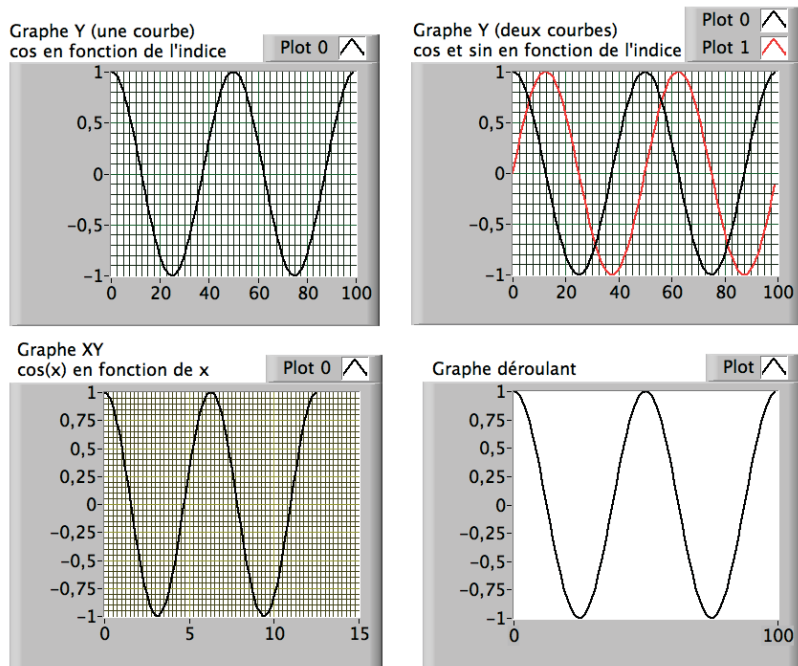 Graphe Y (une courbe)
cos en fonction de l'indice
Plot 0
1
0,5
0
−0,5
−1
0 20 40 60 80 100
Graphe Y (deux courbes)
cos et sin en fonction de l'indice
Plot 0
Plot 1
1
0,5
0
−0,5
−1
0 20 40 60 80 100
Graphe XY
cos(x) en fonction de x
Plot 0
1
0,75
0,5
0,25
0
−0,25
−0,5
−0,75
−1
0 5 10 15
Graphe déroulant
Plot
1
0,75
0,5
0,25
0
−0,25
−0,5
−0,75
−1
0 100